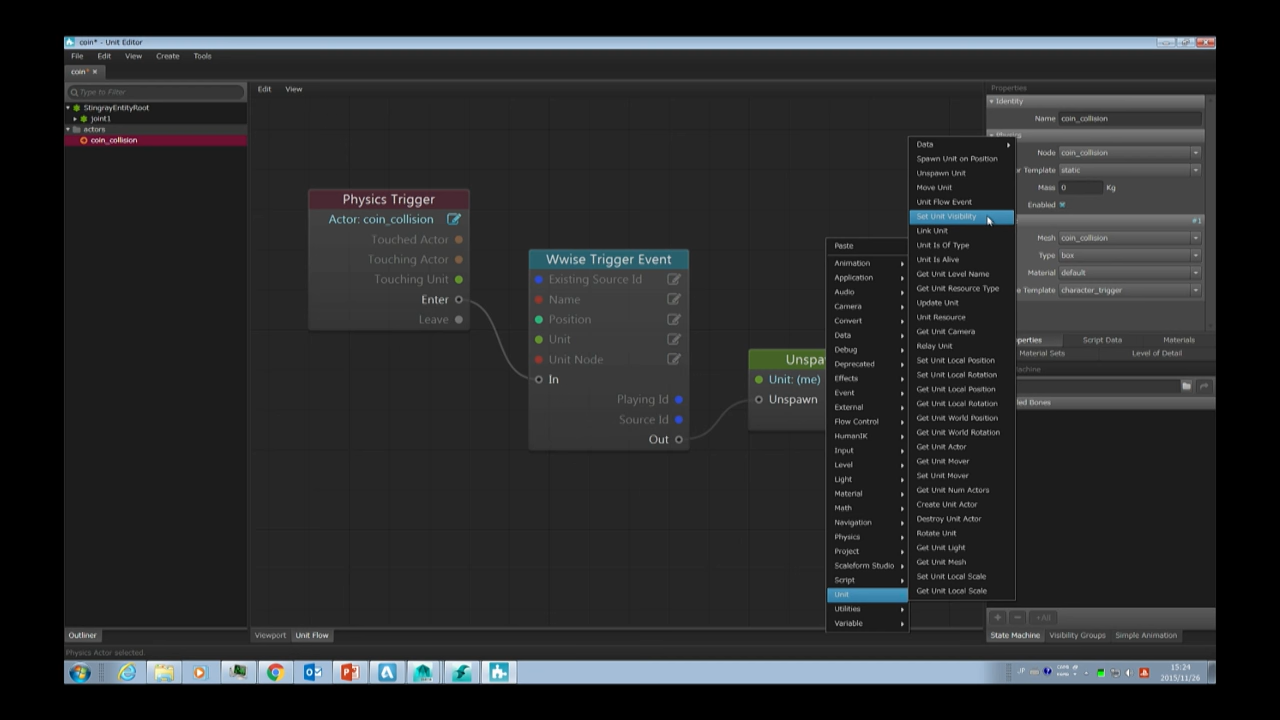 coin* - Unit Editor
File Edit View Create Tools
coin*
Type to Filter
StingrayEntityRoot
joint1
actors
coin_collision
Edit View
Physics Trigger
Actor: coin_collision
Touched Actor
Touching Actor
Touching Unit
Enter
Leave
Wwise Trigger Event
Existing Source Id
Name
Position
Unit
Unit Node
In
Playing Id
Source Id
Out
Unspa
Unit: (me)
Unspawn
Paste
Animation
Application
Audio
Camera
Convert
Data
Debug
Deprecated
Effects
Event
External
Flow Control
HumanIK
Input
Level
Light
Material
Math
Navigation
Physics
Project
Scaleform Studio
Script
Unit
Utilities
Variable
Data
Spawn Unit on Position
Unspawn Unit
Move Unit
Unit Flow Event
Set Unit Visibility
Link Unit
Unit Is Of Type
Unit Is Alive
Get Unit Level Name
Get Unit Resource Type
Update Unit
Unit Resource
Get Unit Camera
Relay Unit
Set Unit Local Position
Set Unit Local Rotation
Get Unit Local Position
Get Unit Local Rotation
Get Unit World Position
Get Unit World Rotation
Get Unit Actor
Get Unit Mover
Set Unit Mover
Get Unit Num Actors
Create Unit Actor
Destroy Unit Actor
Rotate Unit
Get Unit Light
Get Unit Mesh
Set Unit Local Scale
Get Unit Local Scale
Properties
Identity
Name coin_collision
Physics
Node coin_collision
r Template static
Mass 0 Kg
Enabled
#1
Mesh coin_collision
Type box
Material default
e Template character_trigger
perties Script Data Materials
Material Sets Level of Detail
achine
ded Bones
+All
State Machine Visibility Groups Simple Animation
Outliner
Viewport Unit Flow
Physics Actor selected.
JP
15:24
2015/11/26